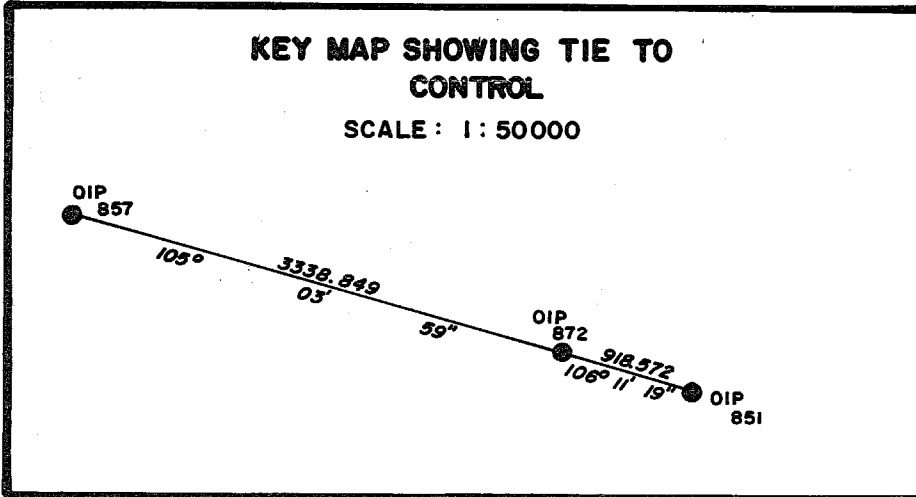 KEY MAP SHOWING TIE TO
CONTROL
SCALE: 1:50000
OIP
857
105°
3338.849
03'
59"
OIP
872
918.572
106° 11' 19"
OIP
851